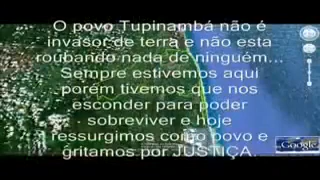 O povo Tupinambá não é
invasor de terra e não esta
roubando nada de ninguém...
Sempre estivemos aqui
porém tivemos que nos
esconder para poder
sobreviver e hoje
ressurgimos como povo e
gritamos por JUSTIÇA.
Google